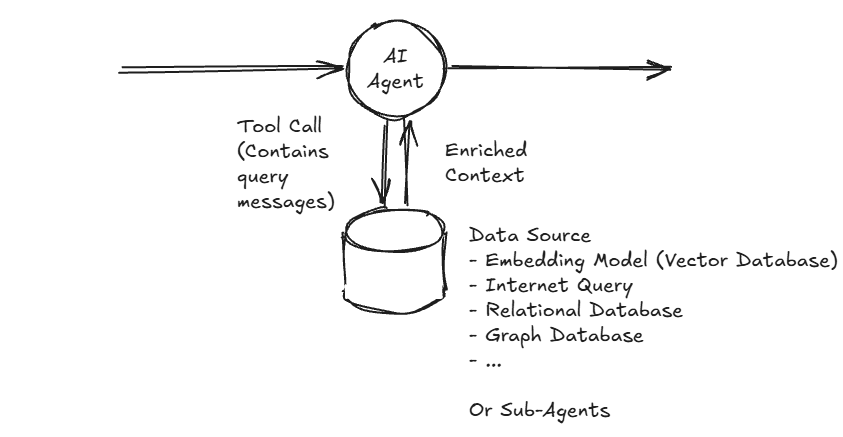 AI
Agent
Tool Call
(Contains
query
messages)
Enriched
Context
Data Source
- Embedding Model (Vector Database)
- Internet Query
- Relational Database
- Graph Database
- ...
Or Sub-Agents